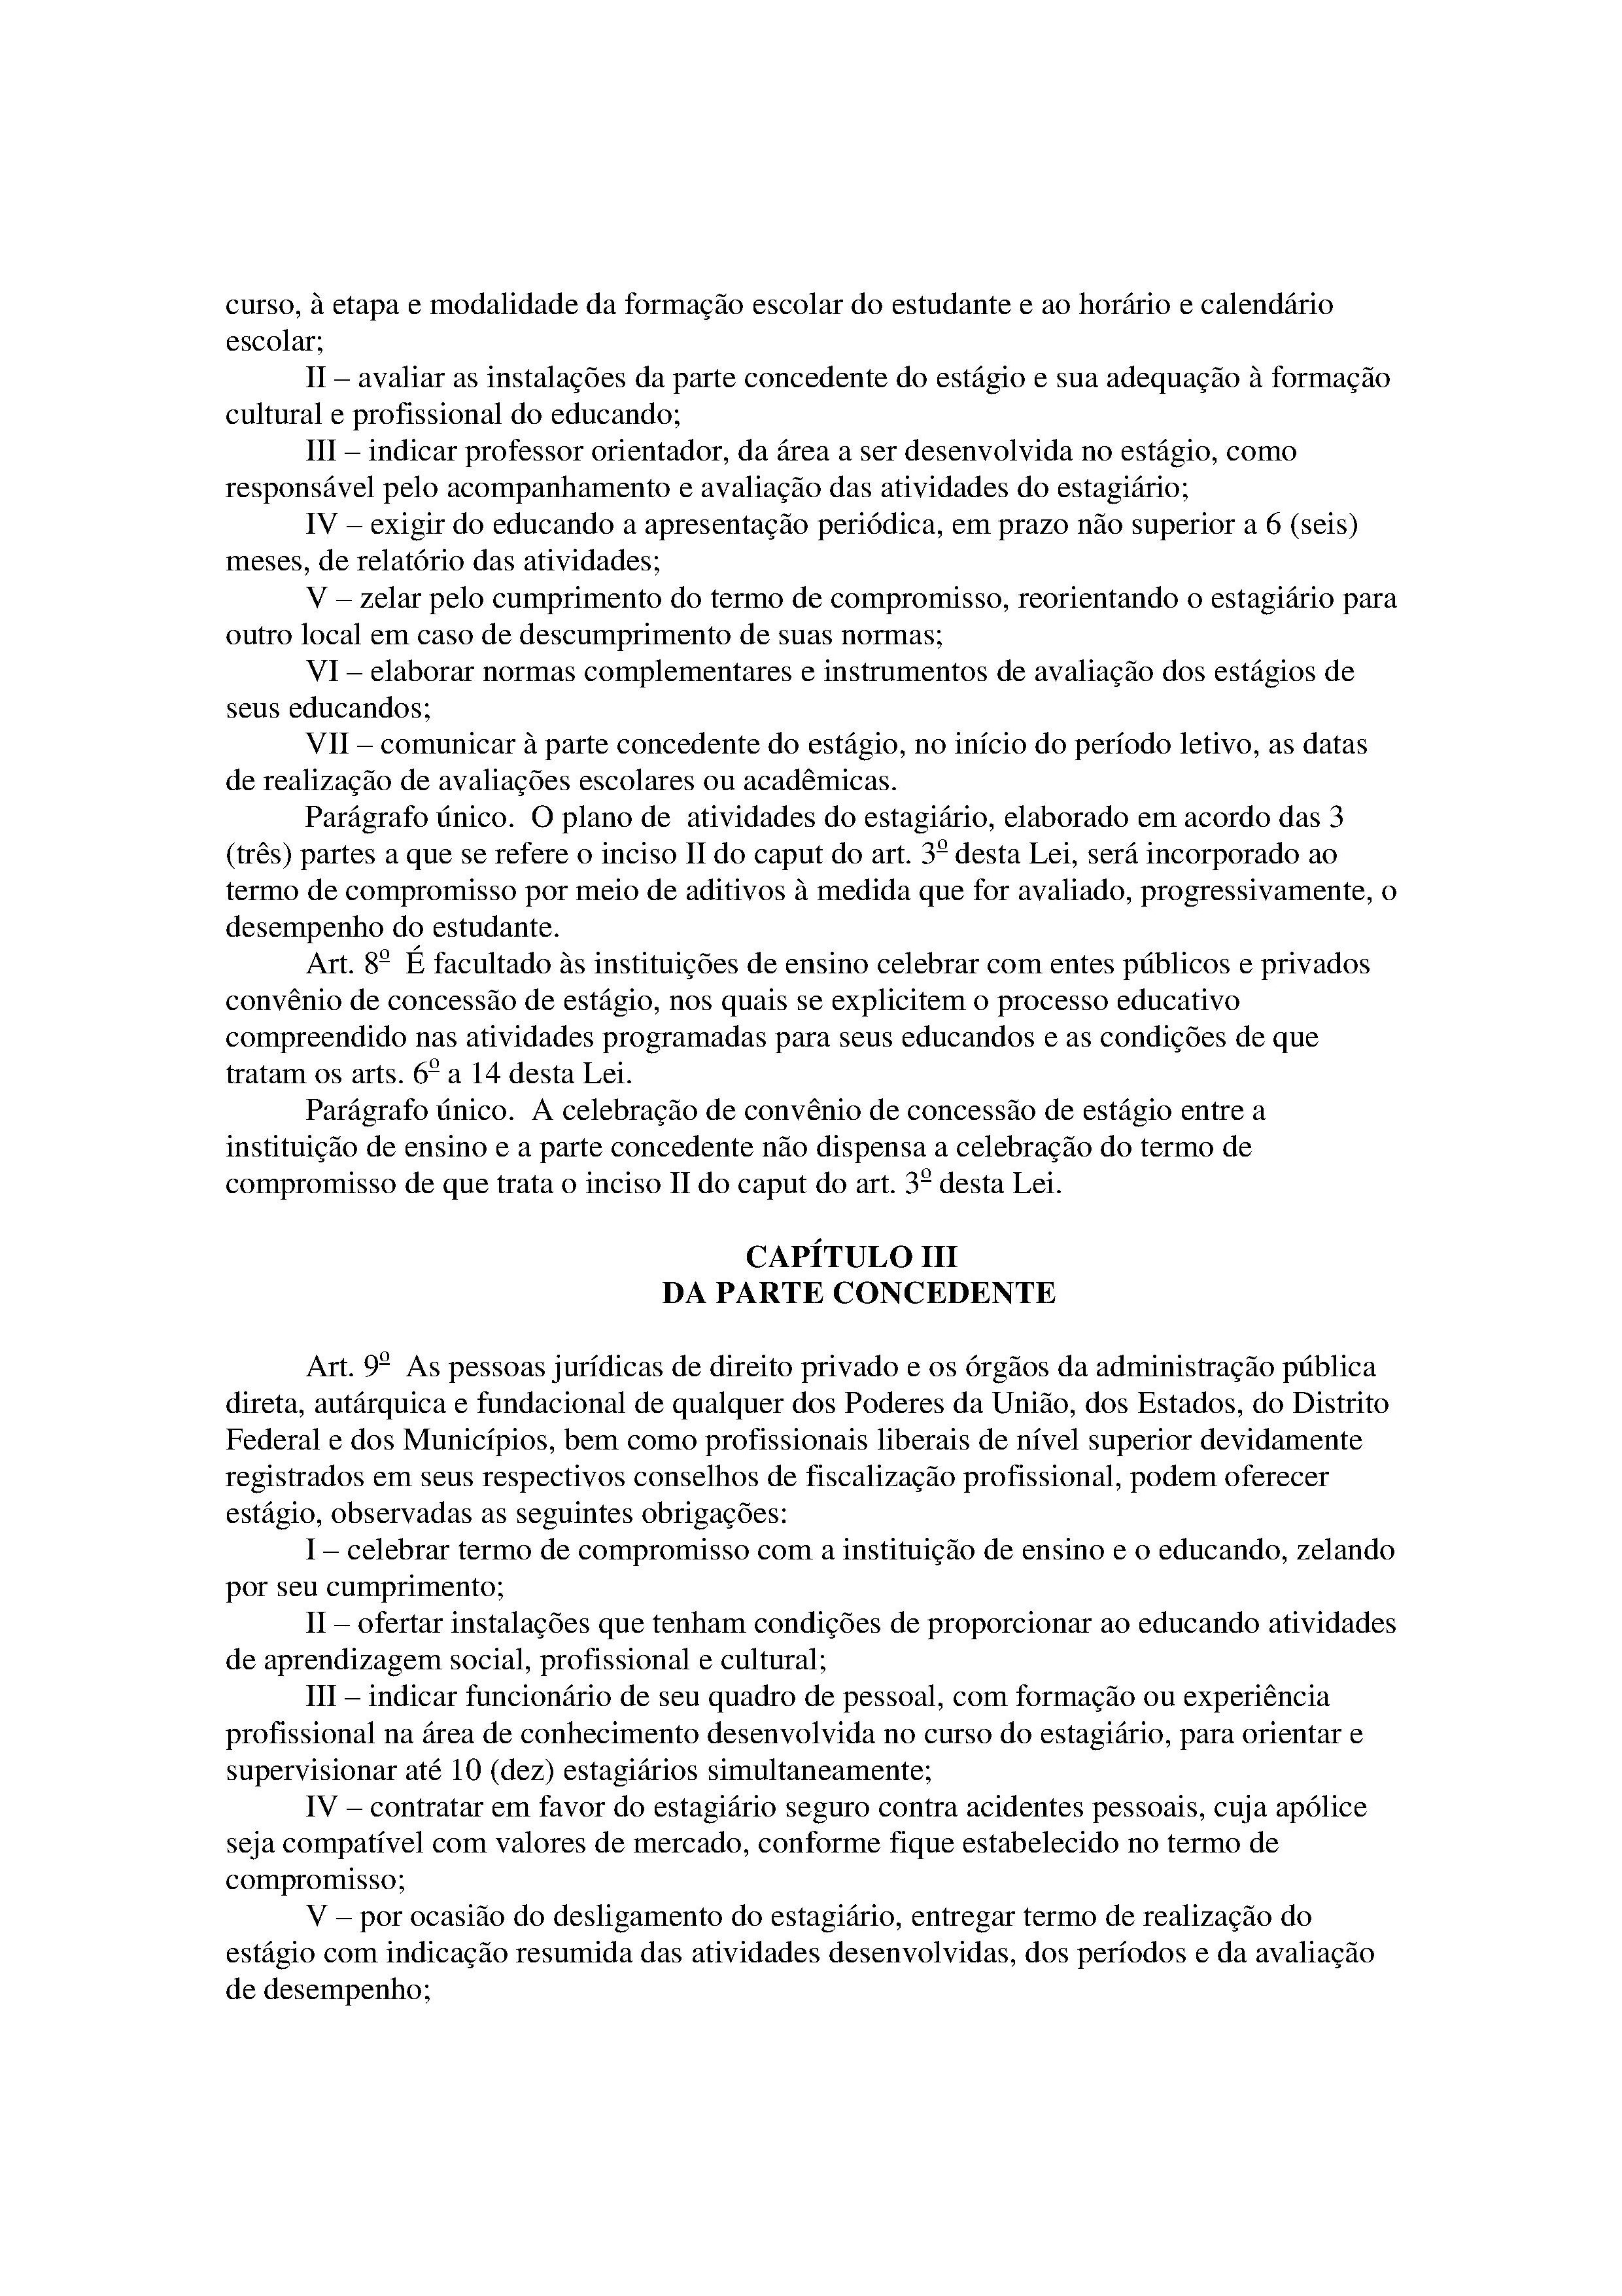 curso, à etapa e modalidade da formação escolar do estudante e ao horário e calendário
escolar;
II – avaliar as instalações da parte concedente do estágio e sua adequação à formação
cultural e profissional do educando;
III – indicar professor orientador, da área a ser desenvolvida no estágio, como
responsável pelo acompanhamento e avaliação das atividades do estagiário;
IV – exigir do educando a apresentação periódica, em prazo não superior a 6 (seis)
meses, de relatório das atividades;
V – zelar pelo cumprimento do termo de compromisso, reorientando o estagiário para
outro local em caso de descumprimento de suas normas;
VI – elaborar normas complementares e instrumentos de avaliação dos estágios de
seus educandos;
VII – comunicar à parte concedente do estágio, no início do período letivo, as datas
de realização de avaliações escolares ou acadêmicas.
Parágrafo único.  O plano de  atividades do estagiário, elaborado em acordo das 3
(três) partes a que se refere o inciso II do caput do art. 3º desta Lei, será incorporado ao
termo de compromisso por meio de aditivos à medida que for avaliado, progressivamente, o
desempenho do estudante.
Art. 8º  É facultado às instituições de ensino celebrar com entes públicos e privados
convênio de concessão de estágio, nos quais se explicitem o processo educativo
compreendido nas atividades programadas para seus educandos e as condições de que
tratam os arts. 6º a 14 desta Lei.
Parágrafo único.  A celebração de convênio de concessão de estágio entre a
instituição de ensino e a parte concedente não dispensa a celebração do termo de
compromisso de que trata o inciso II do caput do art. 3º desta Lei.
CAPÍTULO III
DA PARTE CONCEDENTE
Art. 9º  As pessoas jurídicas de direito privado e os órgãos da administração pública
direta, autárquica e fundacional de qualquer dos Poderes da União, dos Estados, do Distrito
Federal e dos Municípios, bem como profissionais liberais de nível superior devidamente
registrados em seus respectivos conselhos de fiscalização profissional, podem oferecer
estágio, observadas as seguintes obrigações:
I – celebrar termo de compromisso com a instituição de ensino e o educando, zelando
por seu cumprimento;
II – ofertar instalações que tenham condições de proporcionar ao educando atividades
de aprendizagem social, profissional e cultural;
III – indicar funcionário de seu quadro de pessoal, com formação ou experiência
profissional na área de conhecimento desenvolvida no curso do estagiário, para orientar e
supervisionar até 10 (dez) estagiários simultaneamente;
IV – contratar em favor do estagiário seguro contra acidentes pessoais, cuja apólice
seja compatível com valores de mercado, conforme fique estabelecido no termo de
compromisso;
V – por ocasião do desligamento do estagiário, entregar termo de realização do
estágio com indicação resumida das atividades desenvolvidas, dos períodos e da avaliação
de desempenho;